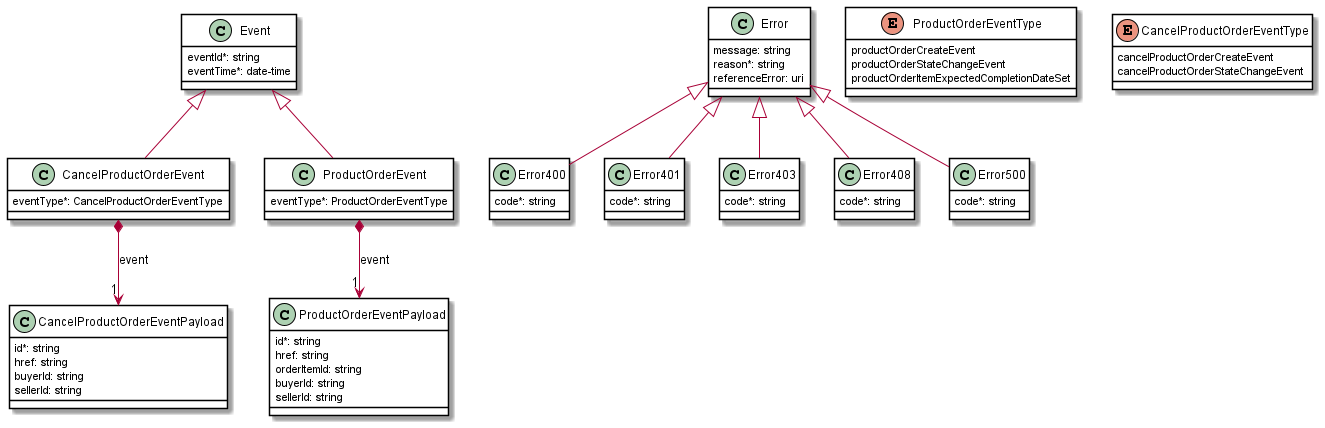 C Event
eventId*: string
eventTime*: date-time
C Error
message: string
reason*: string
referenceError: uri
E ProductOrderEventType
productOrderCreateEvent
productOrderStateChangeEvent
productOrderItemExpectedCompletionDateSet
E CancelProductOrderEventType
cancelProductOrderCreateEvent
cancelProductOrderStateChangeEvent
C CancelProductOrderEvent
eventType*: CancelProductOrderEventType
C ProductOrderEvent
eventType*: ProductOrderEventType
C Error400
code*: string
C Error401
code*: string
C Error403
code*: string
C Error408
code*: string
C Error500
code*: string
event
1
event
1
C CancelProductOrderEventPayload
id*: string
href: string
buyerId: string
sellerId: string
C ProductOrderEventPayload
id*: string
href: string
orderItemId: string
buyerId: string
sellerId: string